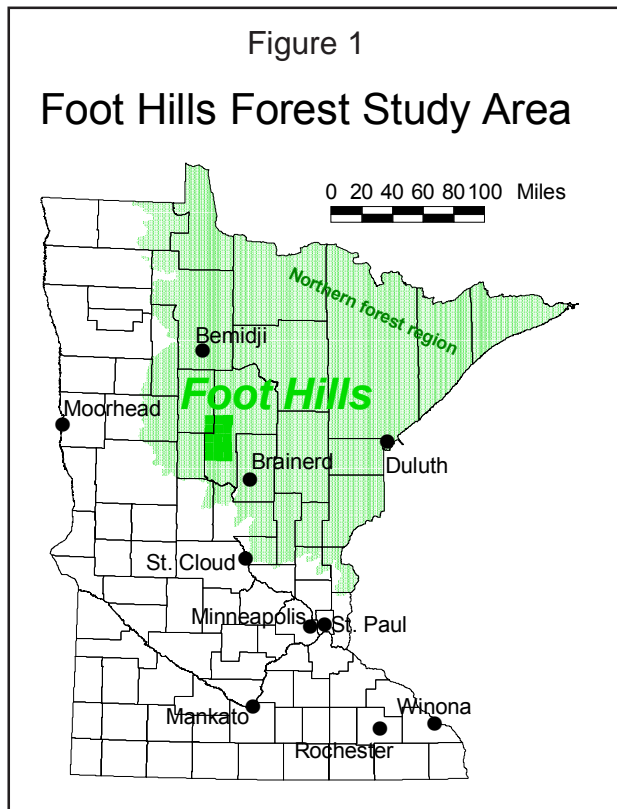 Figure 1
Foot Hills Forest Study Area
0 20 40 60 80 100 Miles
Northern forest region
Bemidji
Foot Hills
Moorhead
Brainerd
Duluth
St. Cloud
Minneapolis
St. Paul
Mankato
Winona
Rochester